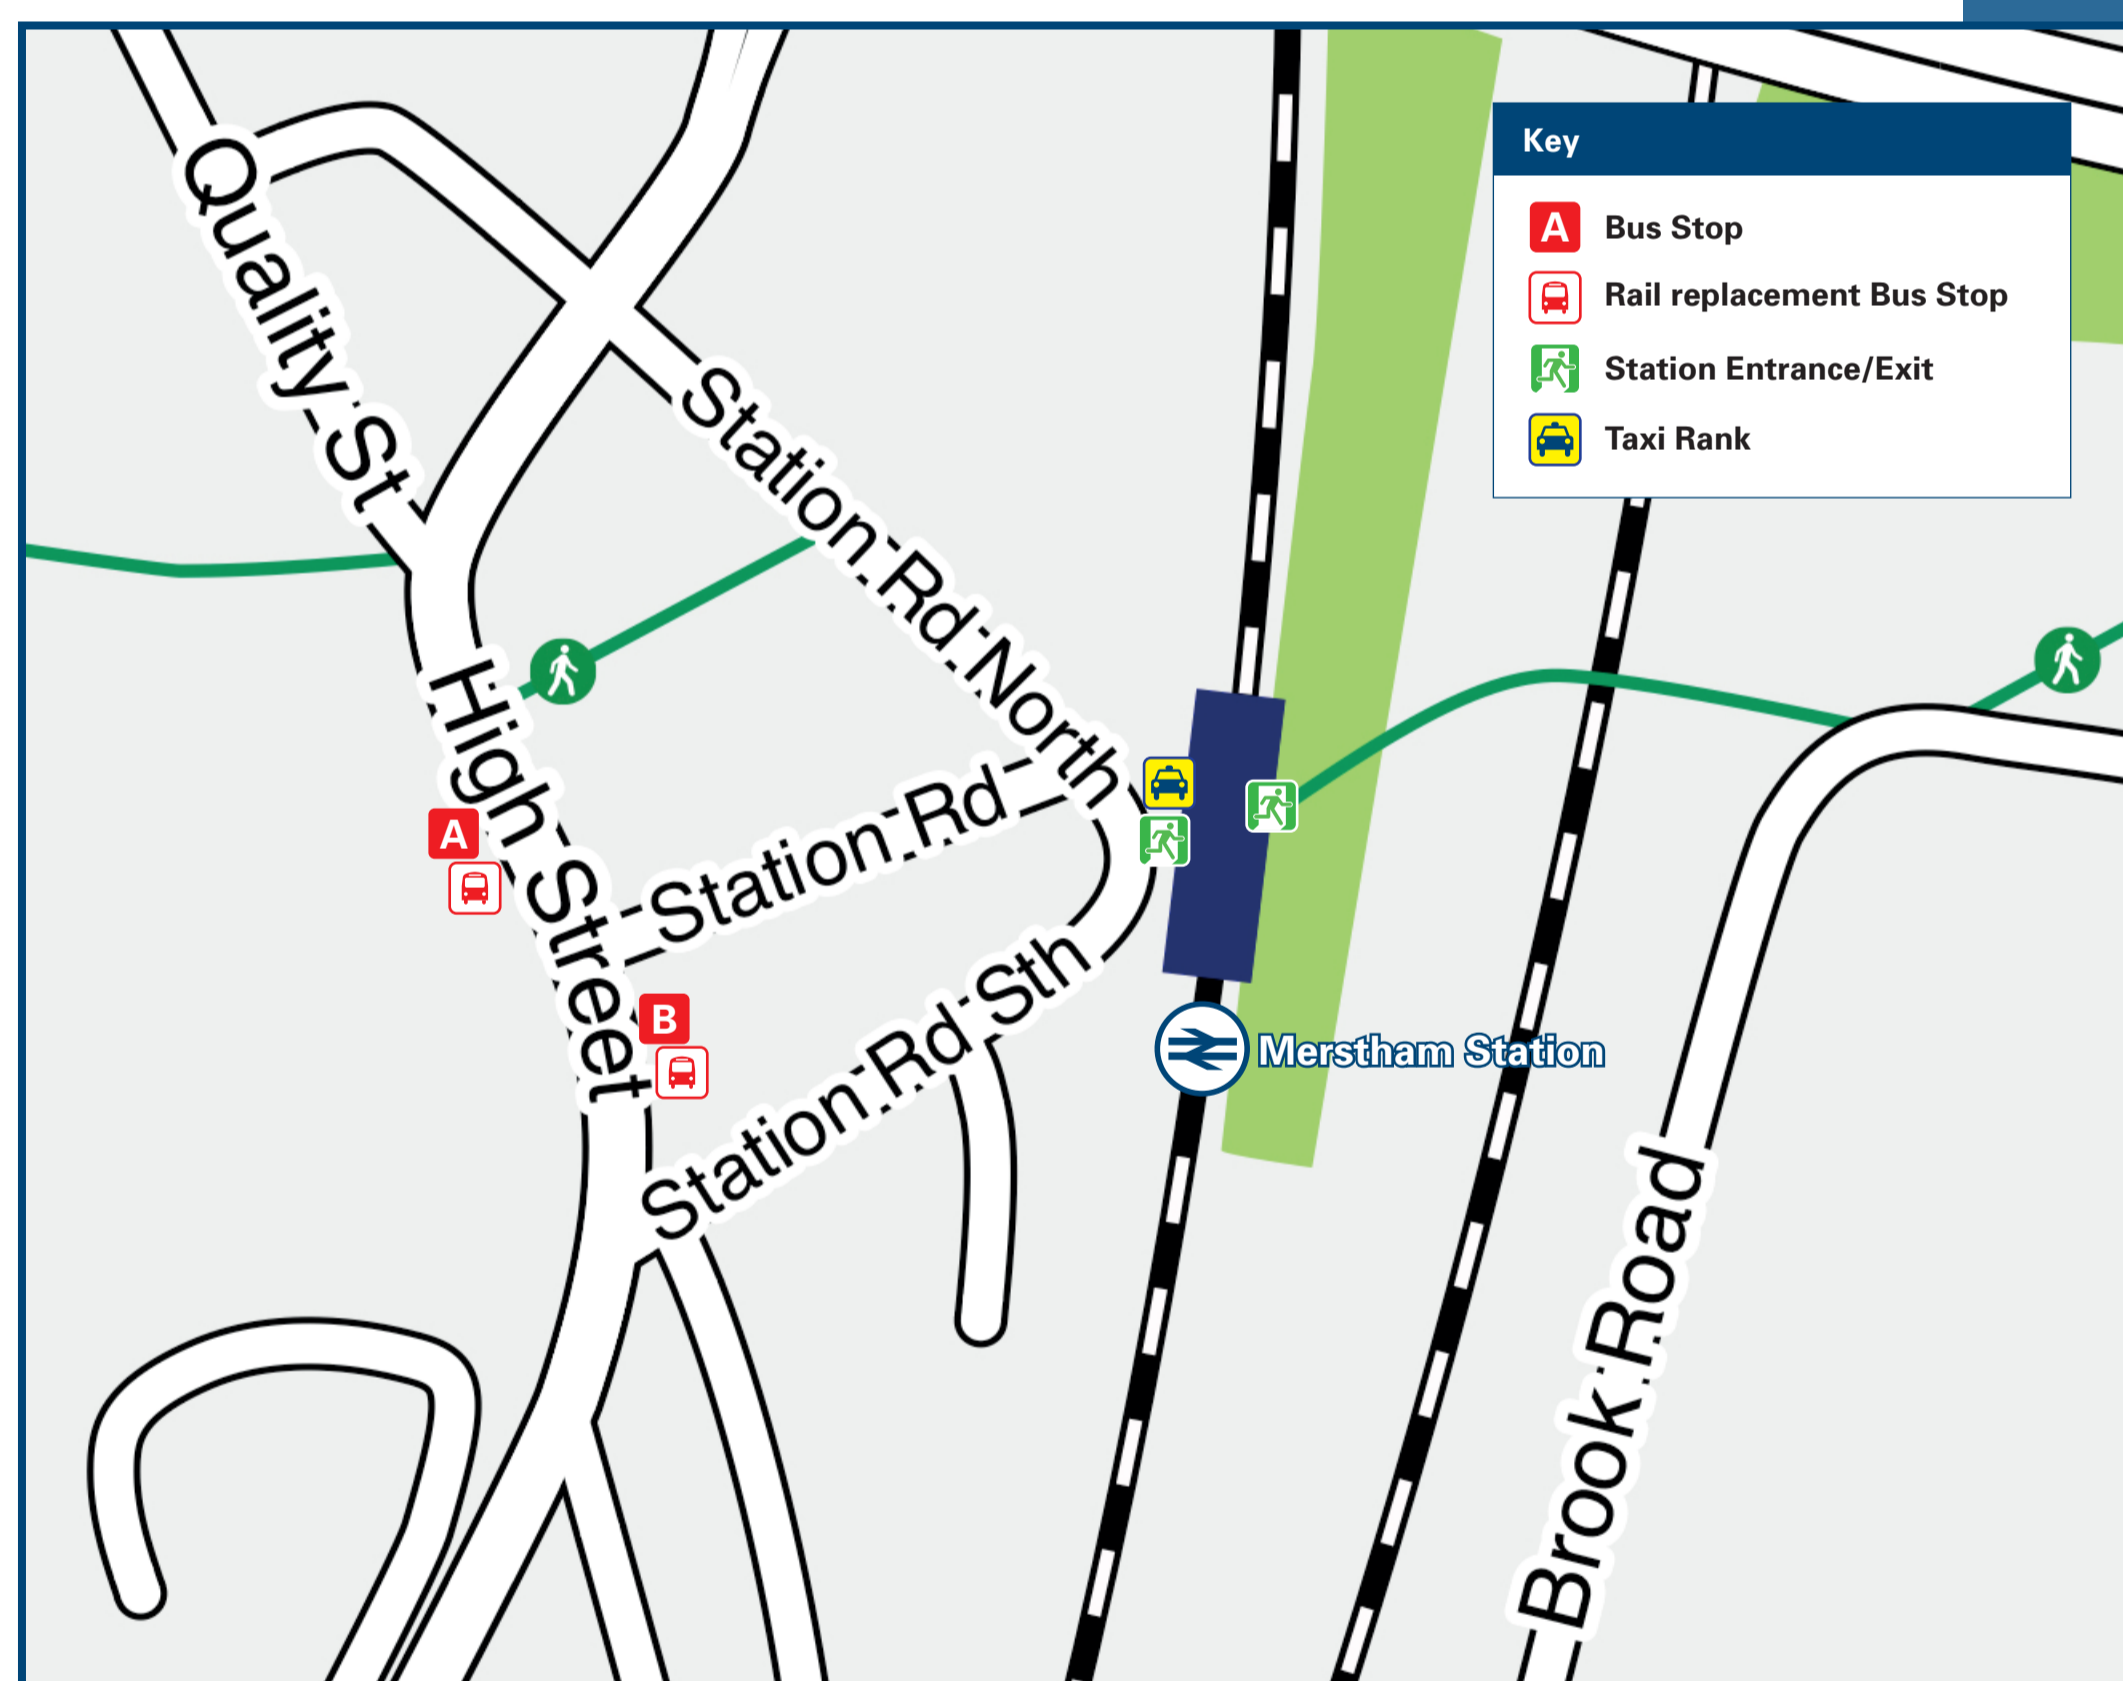 Key
A Bus Stop
Rail replacement Bus Stop
Station Entrance/Exit
Taxi Rank
Quality St
Station Rd North
High Street
Station Rd
A
B
Station Rd Sth
Merstham Station
Brook Road